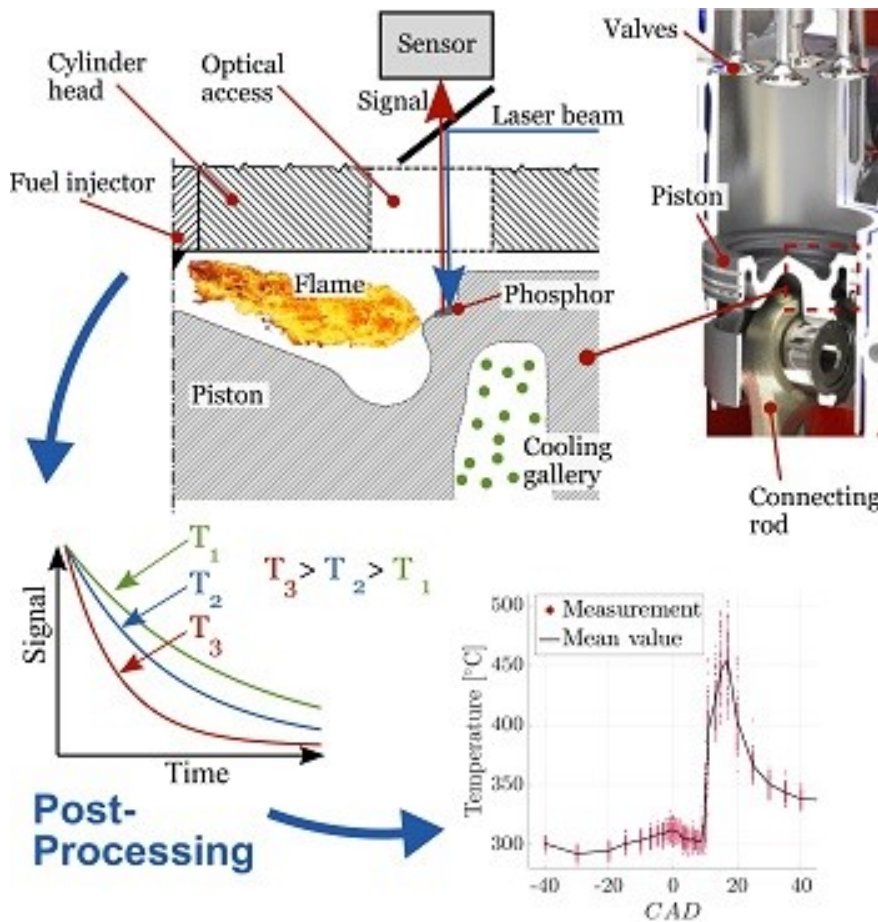 Sensor
Cylinder
head
Optical
access
Signal
Laser beam
Fuel injector
Flame
Phosphor
Piston
Cooling
gallery
Valves
Piston
Connecting
rod
Signal
T1
T2
T3
T3 > T2 > T1
Time
Post-
Processing
Temperature [°C]
500
450
400
350
300
Measurement
Mean value
-40
-20
0
20
40
CAD